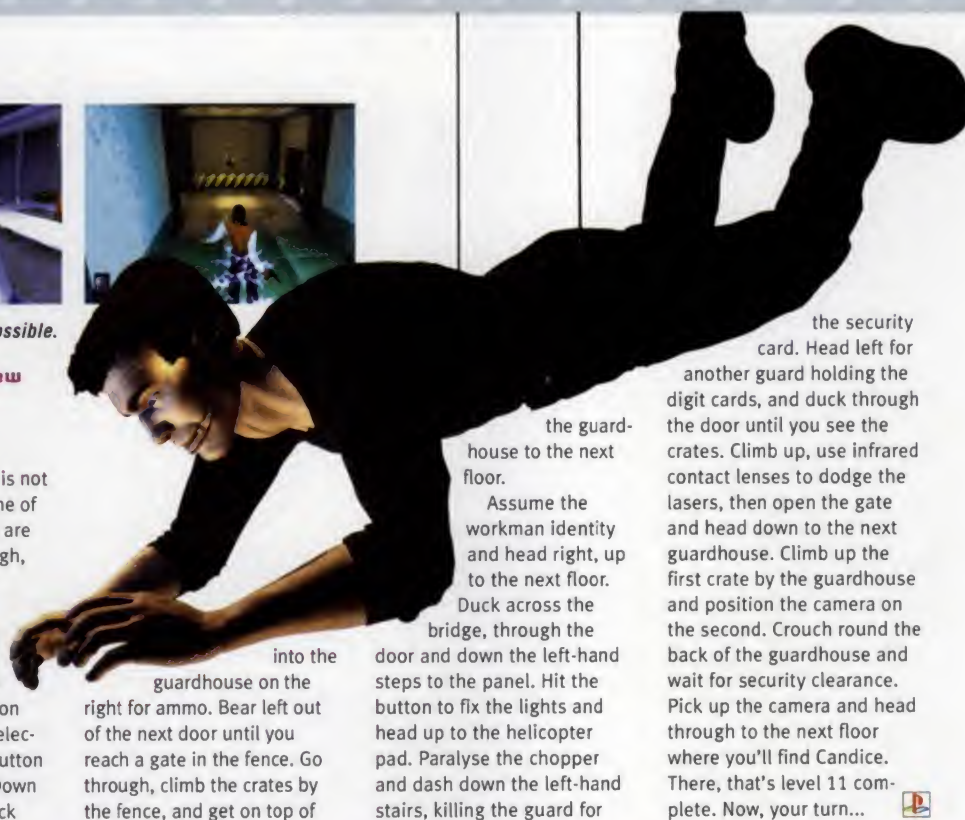 ossible.
ew
is not
ne of
are
gh,
on
elec-
utton
own
ck
into the
guardhouse on the
right for ammo. Bear left out
of the next door until you
reach a gate in the fence. Go
through, climb the crates by
the fence, and get on top of
the guard-
house to the next
floor.
Assume the
workman identity
and head right, up
to the next floor.
Duck across the
bridge, through the
door and down the left-hand
steps to the panel. Hit the
button to fix the lights and
head up to the helicopter
pad. Paralyse the chopper
and dash down the left-hand
stairs, killing the guard for
the security
card. Head left for
another guard holding the
digit cards, and duck through
the door until you see the
crates. Climb up, use infrared
contact lenses to dodge the
lasers, then open the gate
and head down to the next
guardhouse. Climb up the
first crate by the guardhouse
and position the camera on
the second. Crouch round the
back of the guardhouse and
wait for security clearance.
Pick up the camera and head
through to the next floor
where you'll find Candice.
There, that's level 11 com-
plete. Now, your turn...